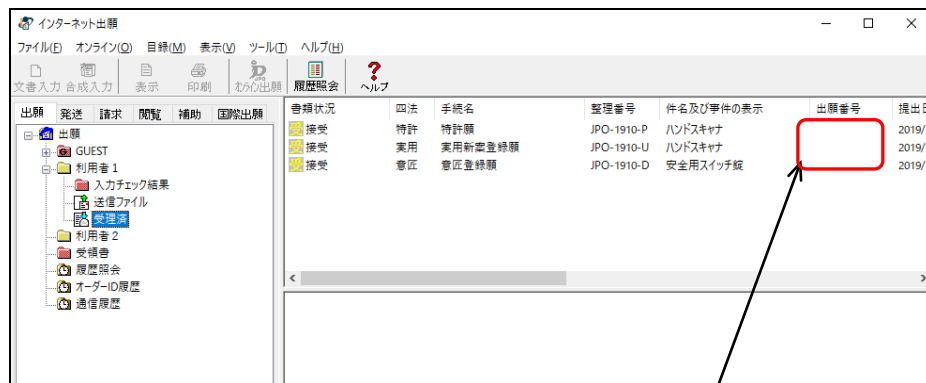 インターネット出願
ファイル(F) オンライン(O) 目録(M) 表示(V) ツール(T) ヘルプ(H)
文書入力 合成入力 表示 印刷 オンライン出願 履歴照会 ヘルプ
出願 発送 請求 閲覧 補助 国際出願
出願
GUEST
利用者1
入力チェック結果
送信ファイル
受理済
利用者2
受領書
履歴照会
オーダーID履歴
通信履歴
書類状況 四法 手続名 整理番号 件名及び事件の表示 出願番号 提出日
接受 特許 特許願 JPO-1910-P ハンドスキャナ 2019/
接受 実用 実用新案登録願 JPO-1910-U ハンドスキャナ 2019/
接受 意匠 意匠登録願 JPO-1910-D 安全用スイッチ錠 2019/